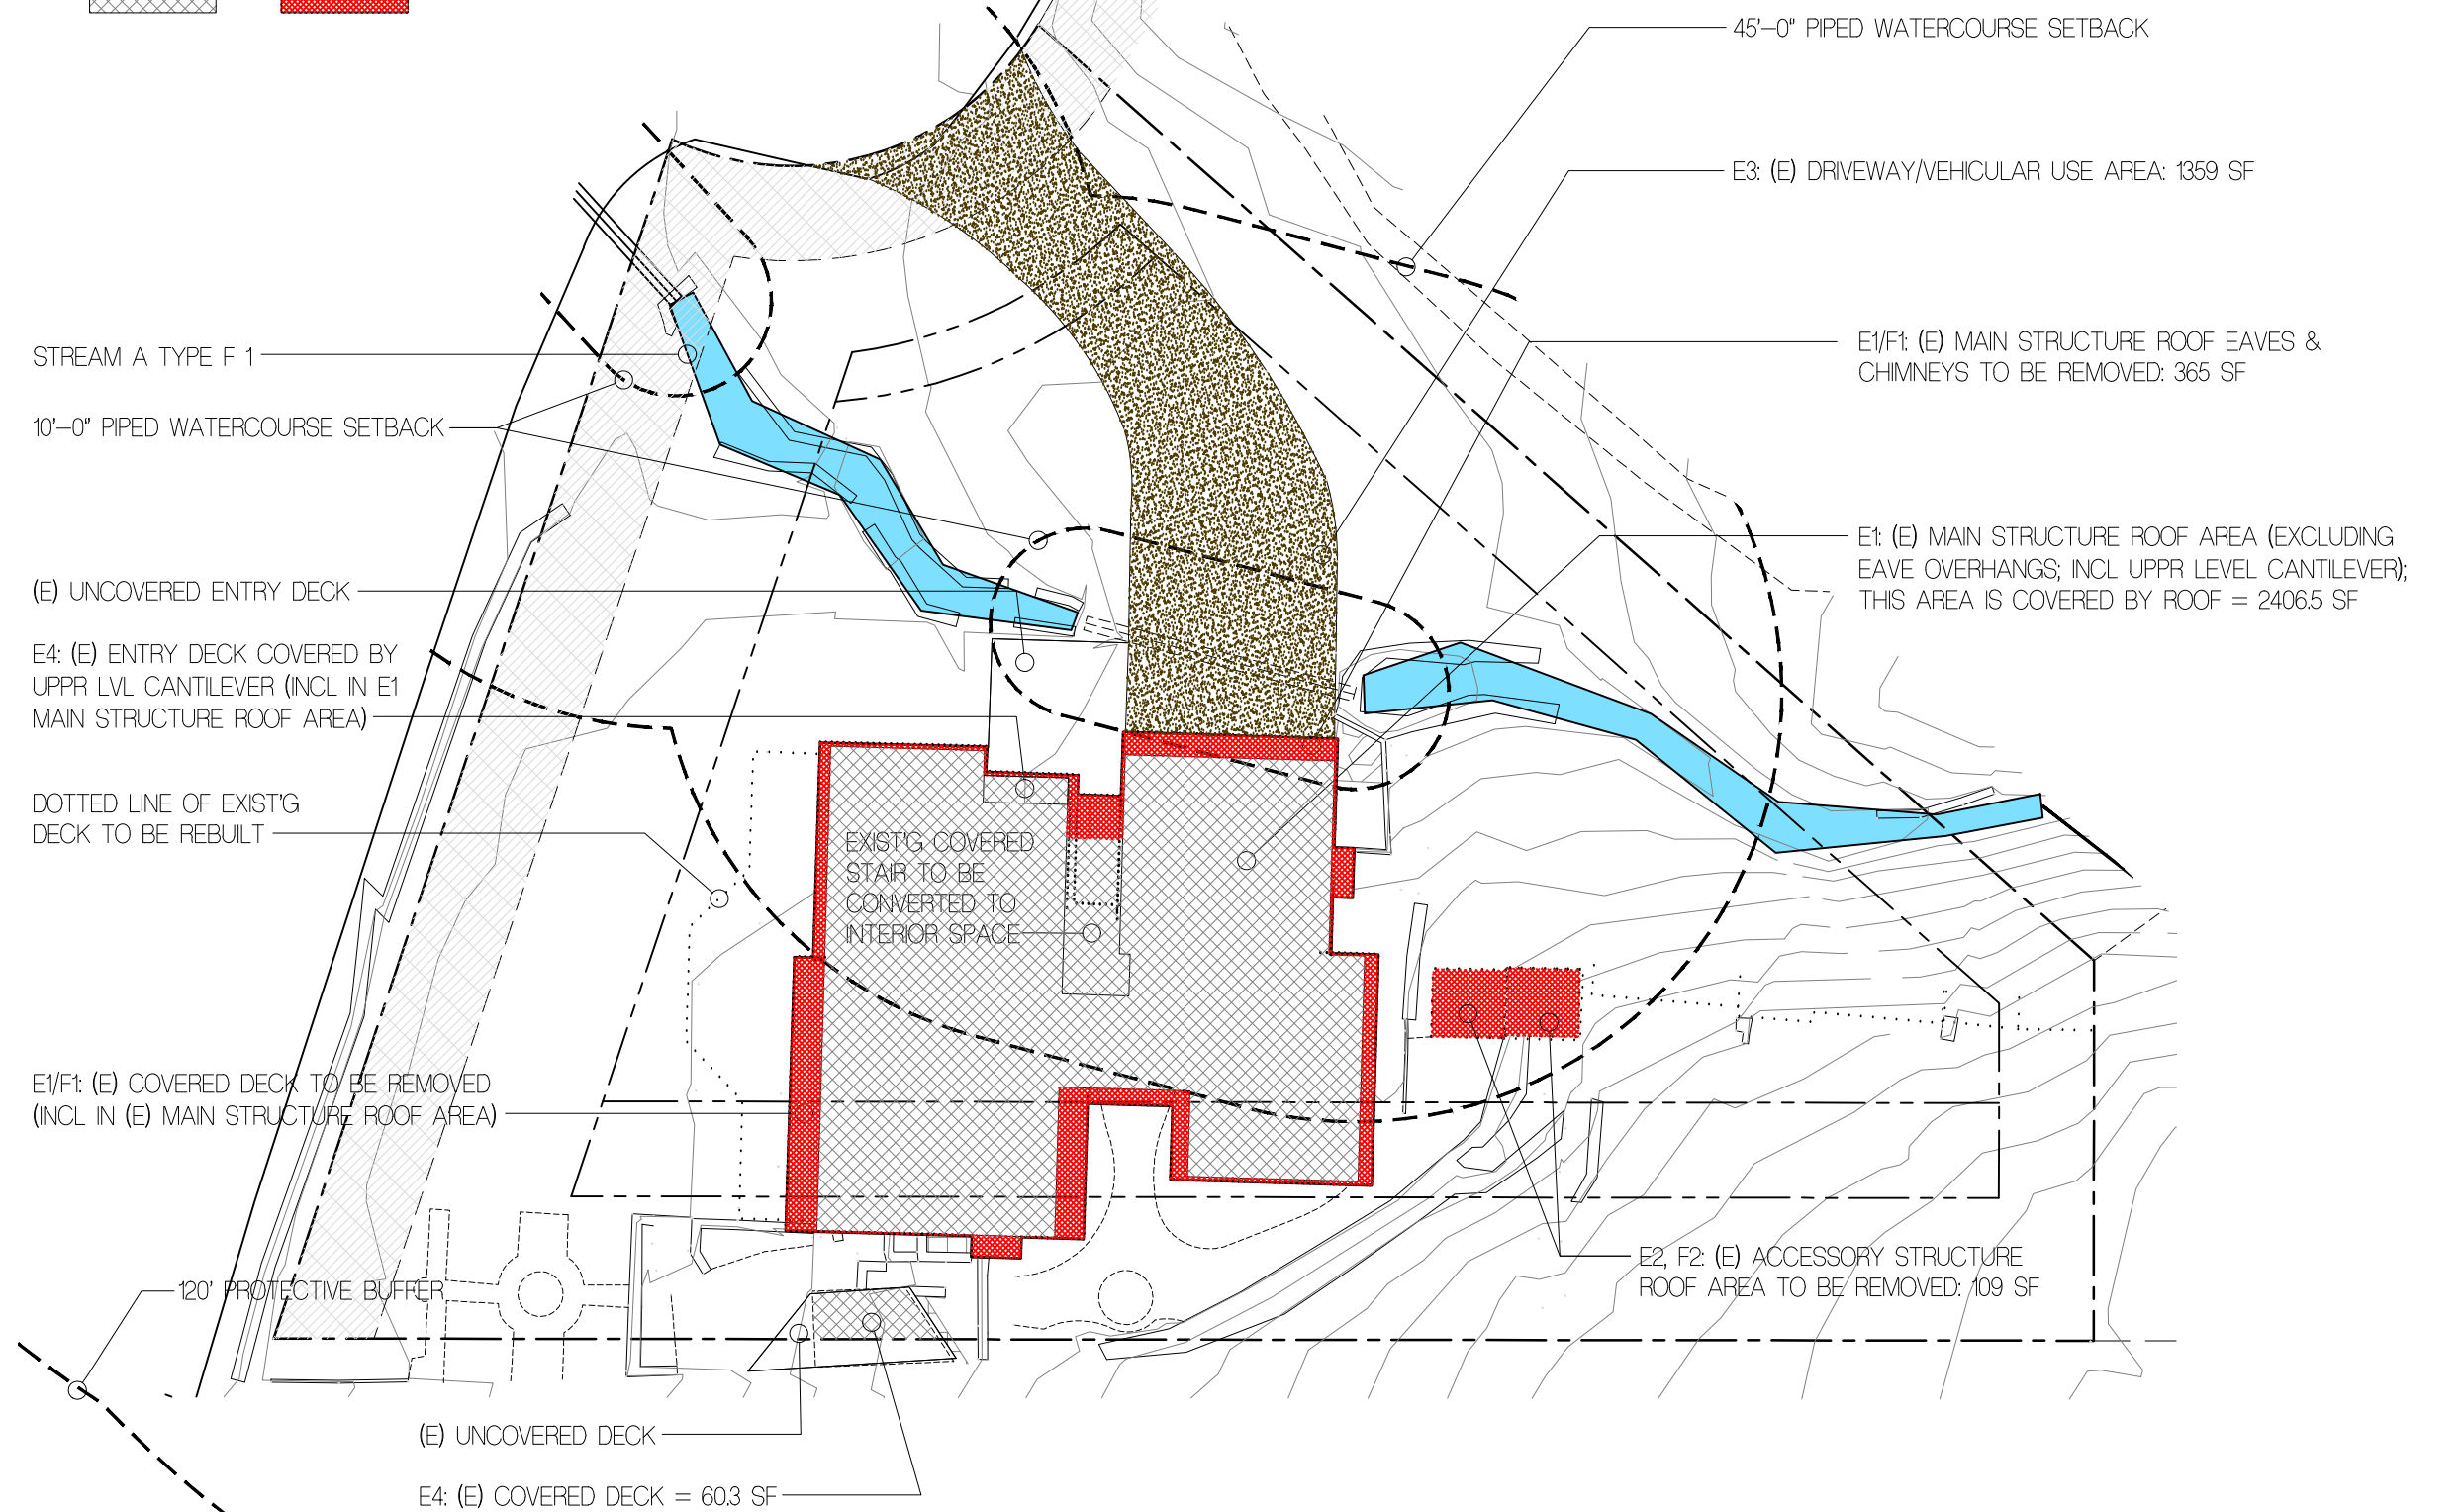 45'-0" PIPED WATERCOURSE SETBACK
E3: (E) DRIVEWAY/VEHICULAR USE AREA: 1359 SF
E1/F1: (E) MAIN STRUCTURE ROOF EAVES &
CHIMNEYS TO BE REMOVED: 365 SF
STREAM A TYPE F 1
10'-0" PIPED WATERCOURSE SETBACK
E1: (E) MAIN STRUCTURE ROOF AREA (EXCLUDING
EAVE OVERHANGS; INCL UPPR LEVEL CANTILEVER);
THIS AREA IS COVERED BY ROOF = 2406.5 SF
(E) UNCOVERED ENTRY DECK
E4: (E) ENTRY DECK COVERED BY
UPPR LVL CANTILEVER (INCL IN E1
MAIN STRUCTURE ROOF AREA)
DOTTED LINE OF EXIST'G
DECK TO BE REBUILT
EXIST'G COVERED
STAIR TO BE
CONVERTED TO
INTERIOR SPACE
E1/F1: (E) COVERED DECK TO BE REMOVED
(INCL IN (E) MAIN STRUCTURE ROOF AREA)
E2, F2: (E) ACCESSORY STRUCTURE
ROOF AREA TO BE REMOVED: 109 SF
120' PROTECTIVE BUFFER
(E) UNCOVERED DECK
E4: (E) COVERED DECK = 60.3 SF